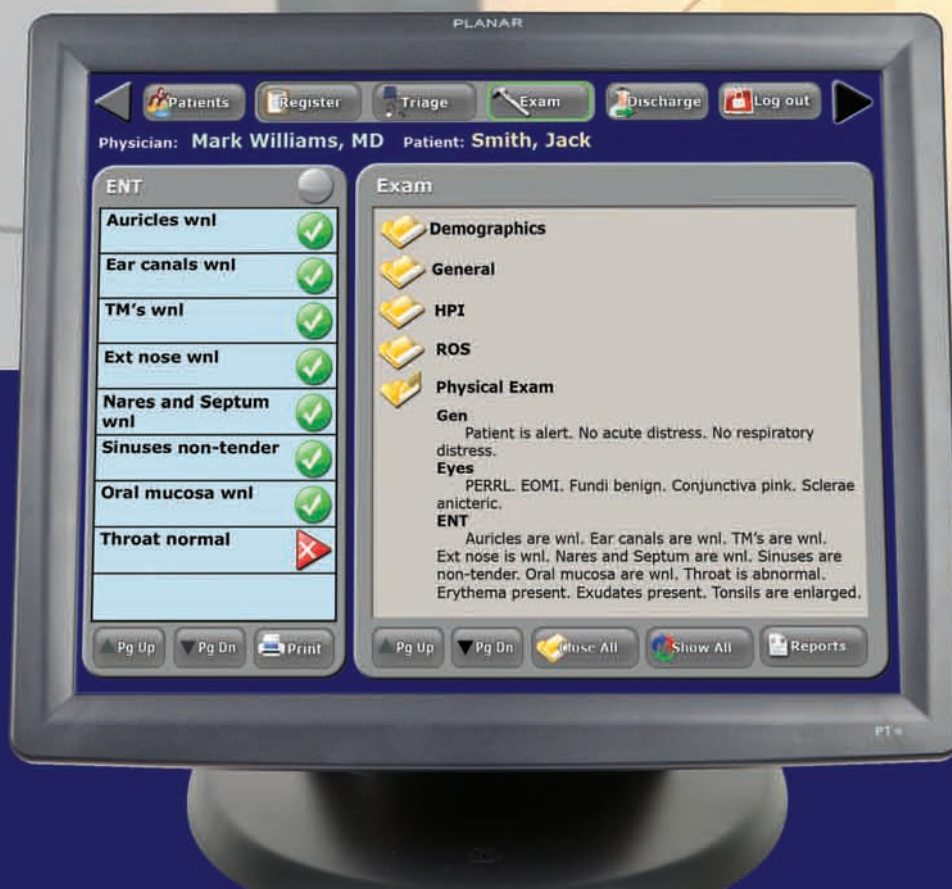 PLANAR
Patients
Register
Triage
Exam
Discharge
Log out
Physician: Mark Williams, MD Patient: Smith, Jack
ENT
Auricles wnl
Ear canals wnl
TM's wnl
Ext nose wnl
Nares and Septum
wnl
Sinuses non-tender
Oral mucosa wnl
Throat normal
Pg Up
Pg Dn
Print
Exam
Demographics
General
HPI
ROS
Physical Exam
Gen
Patient is alert. No acute distress. No respiratory
distress.
Eyes
PERRL. EOMI. Fundi benign. Conjunctiva pink. Sclerae
anicteric.
ENT
Auricles are wnl. Ear canals are wnl. TM's are wnl.
Ext nose is wnl. Nares and Septum are wnl. Sinuses are
non-tender. Oral mucosa are wnl. Throat is abnormal.
Erythema present. Exudates present. Tonsils are enlarged.
Pg Up
Pg Dn
Close All
Show All
Reports